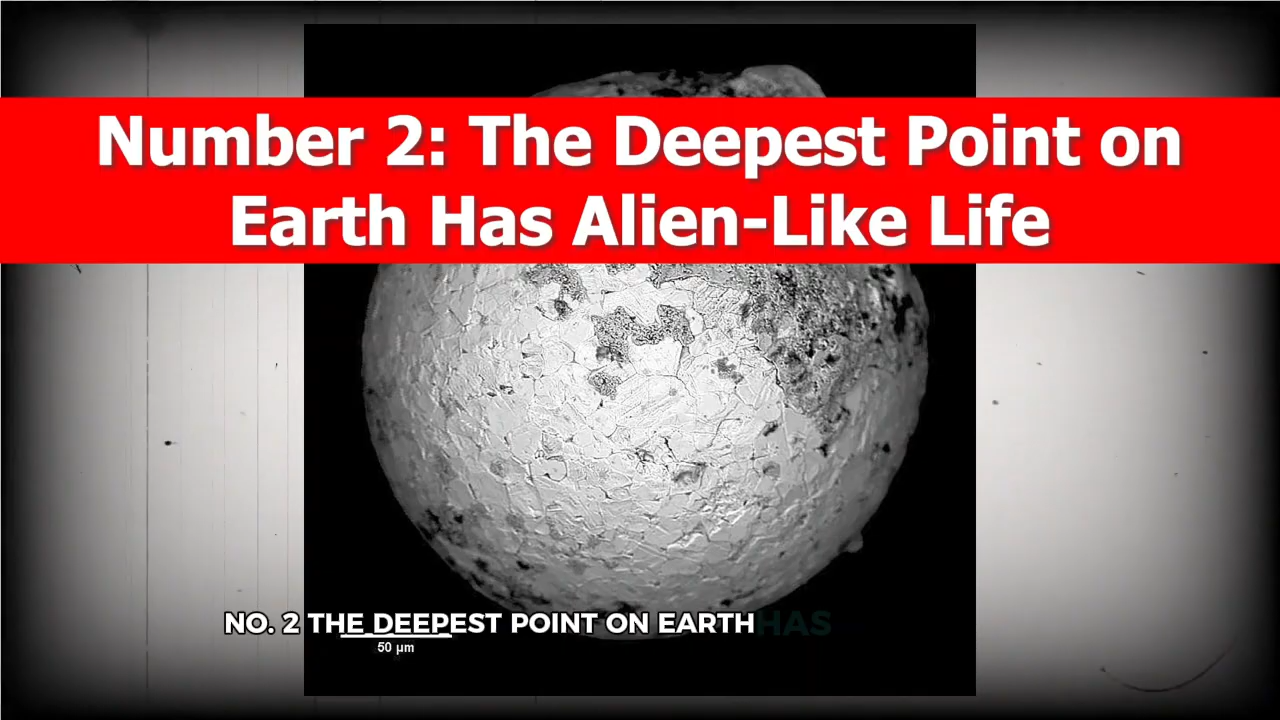 Number 2: The Deepest Point on
Earth Has Alien-Like Life
NO. 2 THE DEEPEST POINT ON EARTH HAS
50 µm